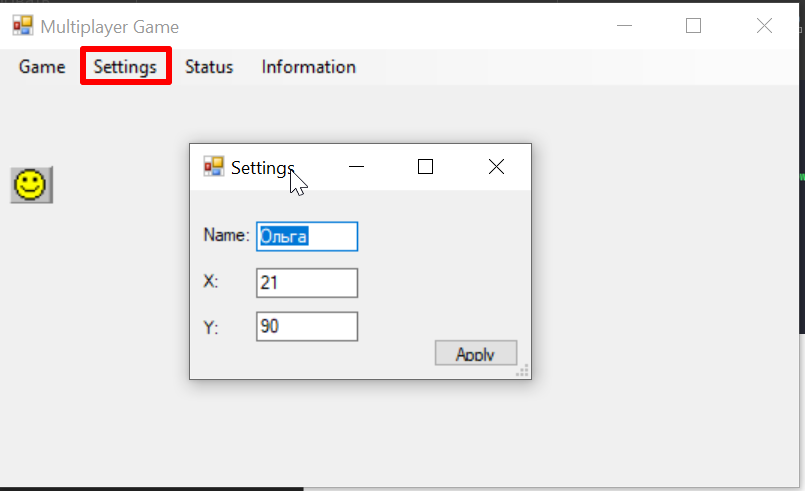 Multiplayer Game
Game Settings Status Information
Settings
Name: Ольга
X: 21
Y: 90
Apply